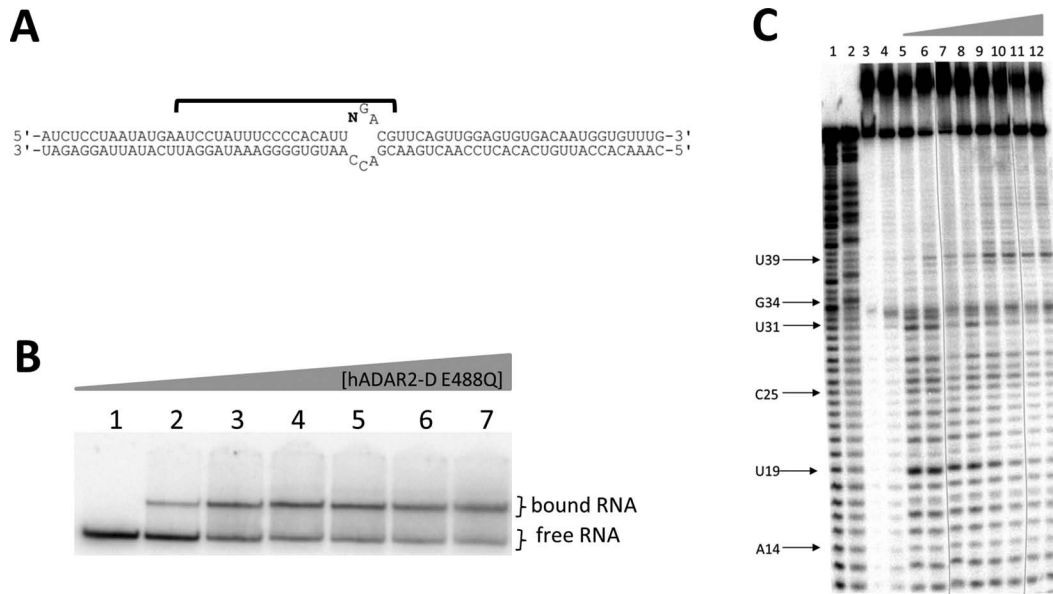 A
G
N A
5'-AUCUCCUAAUAUGAAUCCUAUUUCCCCACAUU CGUUCAGUUGGAGUGUGACAAUGGUGUUUG-3'
3'-UAGAGGAUUAUACUUAGGAUAAAGGGGUGUAA GCAAGUCAACCUCACACUGUUACCACAAAC-5'
CCA
B
[hADAR2-D E488Q]
1 2 3 4 5 6 7
bound RNA
free RNA
C
1 2 3 4 5 6 7 8 9 10 11 12
U39
G34
U31
C25
U19
A14